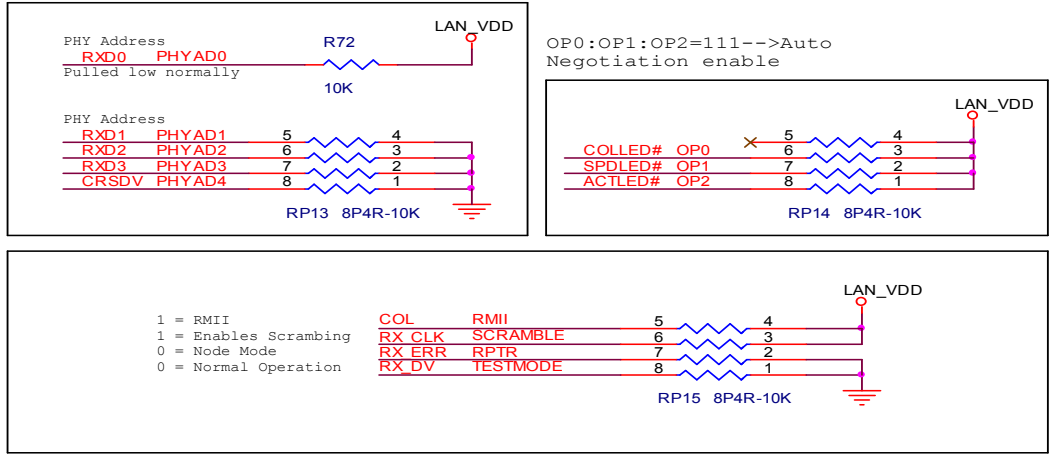 LAN_VDD
PHY Address
R72
RXD0 PHYAD0
Pulled low normally
10K
PHY Address
RXD1 PHYAD1 5 4
RXD2 PHYAD2 6 3
RXD3 PHYAD3 7 2
CRSDV PHYAD4 8 1
RP13 8P4R-10K
OP0:OP1:OP2=111-->Auto
Negotiation enable
LAN_VDD
5 4
COLLED# OP0 6 3
SPDLED# OP1 7 2
ACTLED# OP2 8 1
RP14 8P4R-10K
LAN_VDD
1 = RMII COL RMII 5 4
1 = Enables Scrambing RX_CLK SCRAMBLE 6 3
0 = Node Mode RX_ERR RPTR 7 2
0 = Normal Operation RX_DV TESTMODE 8 1
RP15 8P4R-10K